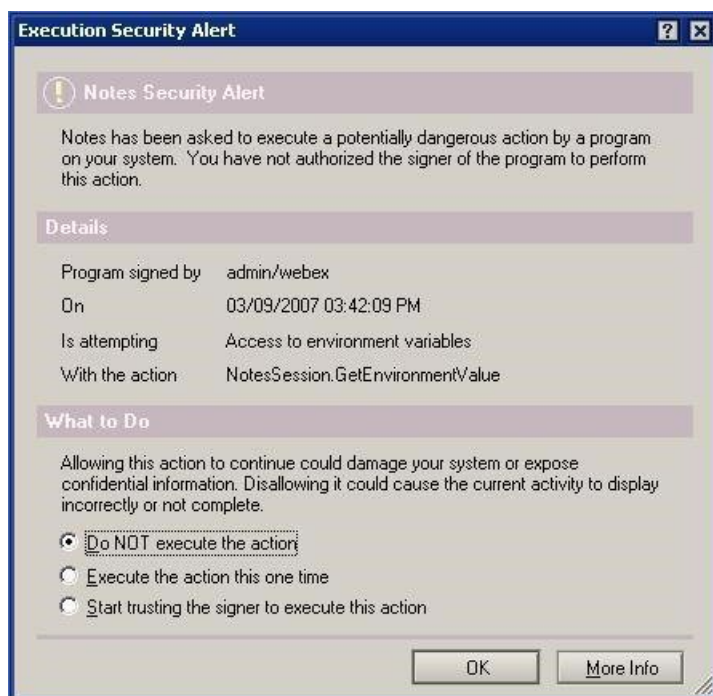 Execution Security Alert
Notes Security Alert
Notes has been asked to execute a potentially dangerous action by a program
on your system. You have not authorized the signer of the program to perform
this action.
Details
Program signed by admin/webex
On 03/09/2007 03:42:09 PM
Is attempting Access to environment variables
With the action NotesSession.GetEnvironmentValue
What to Do
Allowing this action to continue could damage your system or expose
confidential information. Disallowing it could cause the current activity to display
incorrectly or not complete.
Do NOT execute the action
Execute the action this one time
Start trusting the signer to execute this action
OK More Info